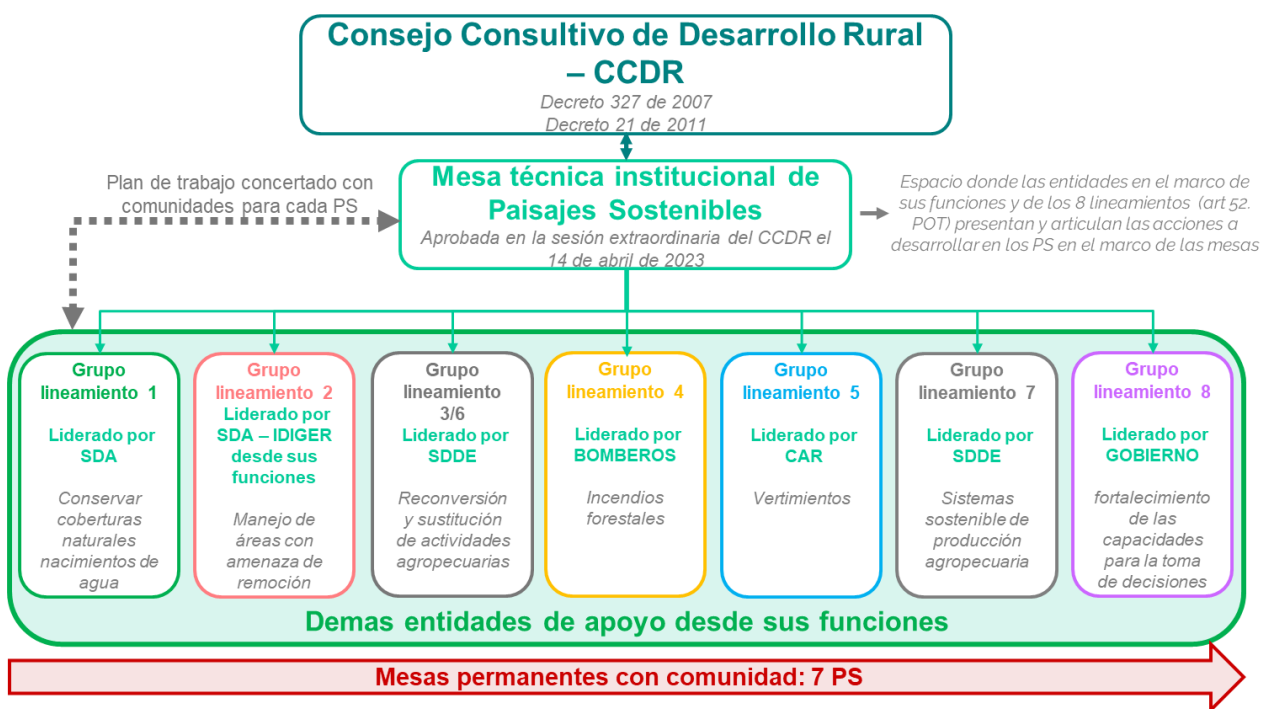 Consejo Consultivo de Desarrollo Rural
– CCDR
Decreto 327 de 2007
Decreto 21 de 2011
Plan de trabajo concertado con
comunidades para cada PS
Mesa técnica institucional de
Paisajes Sostenibles
Aprobada en la sesión extraordinaria del CCDR el
14 de abril de 2023
Espacio donde las entidades en el marco de
sus funciones y de los 8 lineamientos (art 52.
POT) presentan y articulan las acciones a
desarrollar en los PS en el marco de las mesas
Grupo
lineamiento 1
Liderado por
SDA
Conservar
coberturas
naturales
nacimientos de
agua
Grupo
lineamiento 2
Liderado por
SDA – IDIGER
desde sus
funciones
Manejo de
áreas con
amenaza de
remoción
Grupo
lineamiento
3/6
Liderado por
SDDE
Reconversión
y sustitución
de actividades
agropecuarias
Grupo
lineamiento 4
Liderado por
BOMBEROS
Incendios
forestales
Grupo
lineamiento 5
Liderado por
CAR
Vertimientos
Grupo
lineamiento 7
Liderado por
SDDE
Sistemas
sostenible de
producción
agropecuaria
Grupo
lineamiento 8
Liderado por
GOBIERNO
fortalecimiento
de las
capacidades
para la toma
de decisiones
Demas entidades de apoyo desde sus funciones
Mesas permanentes con comunidad: 7 PS